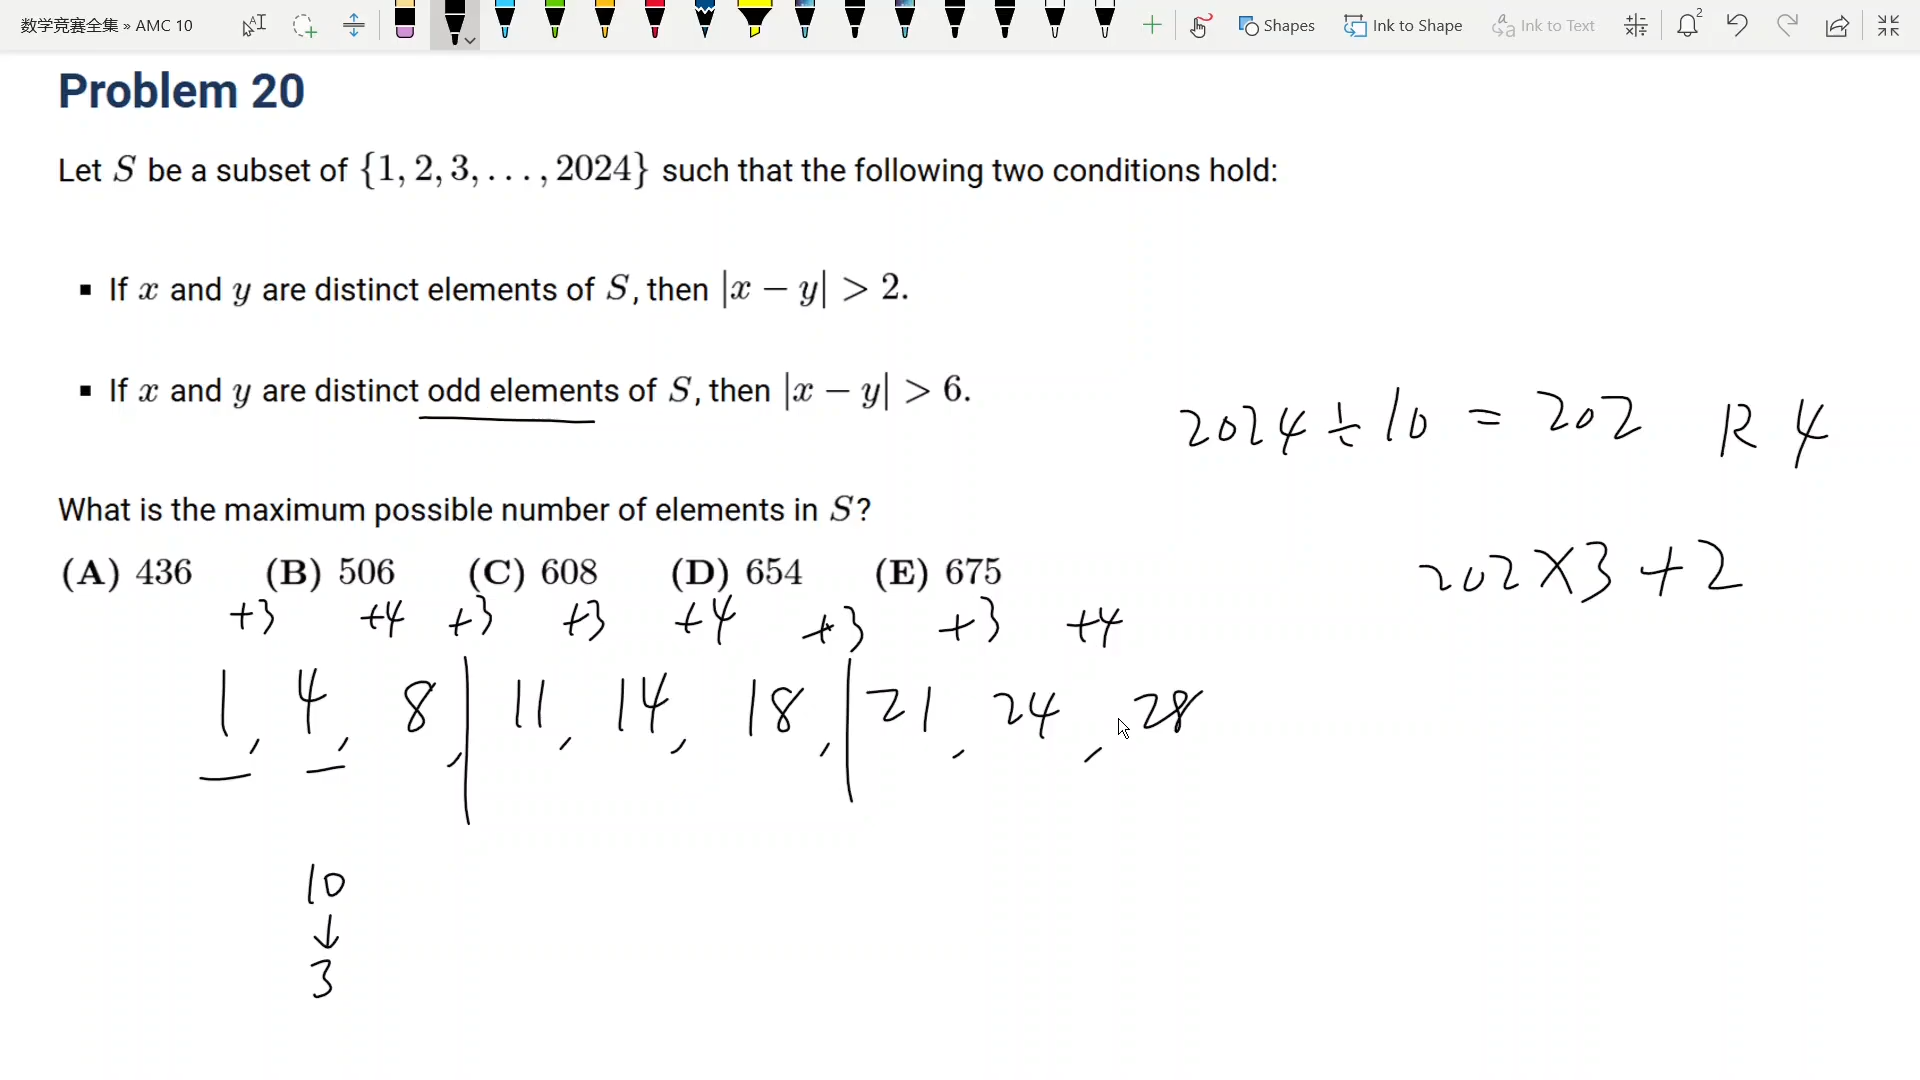 数学竞赛全集 » AMC 10
Shapes
Ink to Shape
Ink to Text
2
Problem 20
Let S be a subset of {1, 2, 3, . . . , 2024} such that the following two conditions hold:
▪ If x and y are distinct elements of S, then |x − y| > 2.
▪ If x and y are distinct odd elements of S, then |x − y| > 6.
2024 ÷ 10 = 202 R 4
What is the maximum possible number of elements in S?
(A) 436 (B) 506 (C) 608 (D) 654 (E) 675
202×3+2
+3 +4 +3 +3 +4 +3 +3 +4
1, 4, 8, | 11, 14, 18, | 21, 24, 28
10
↓
3